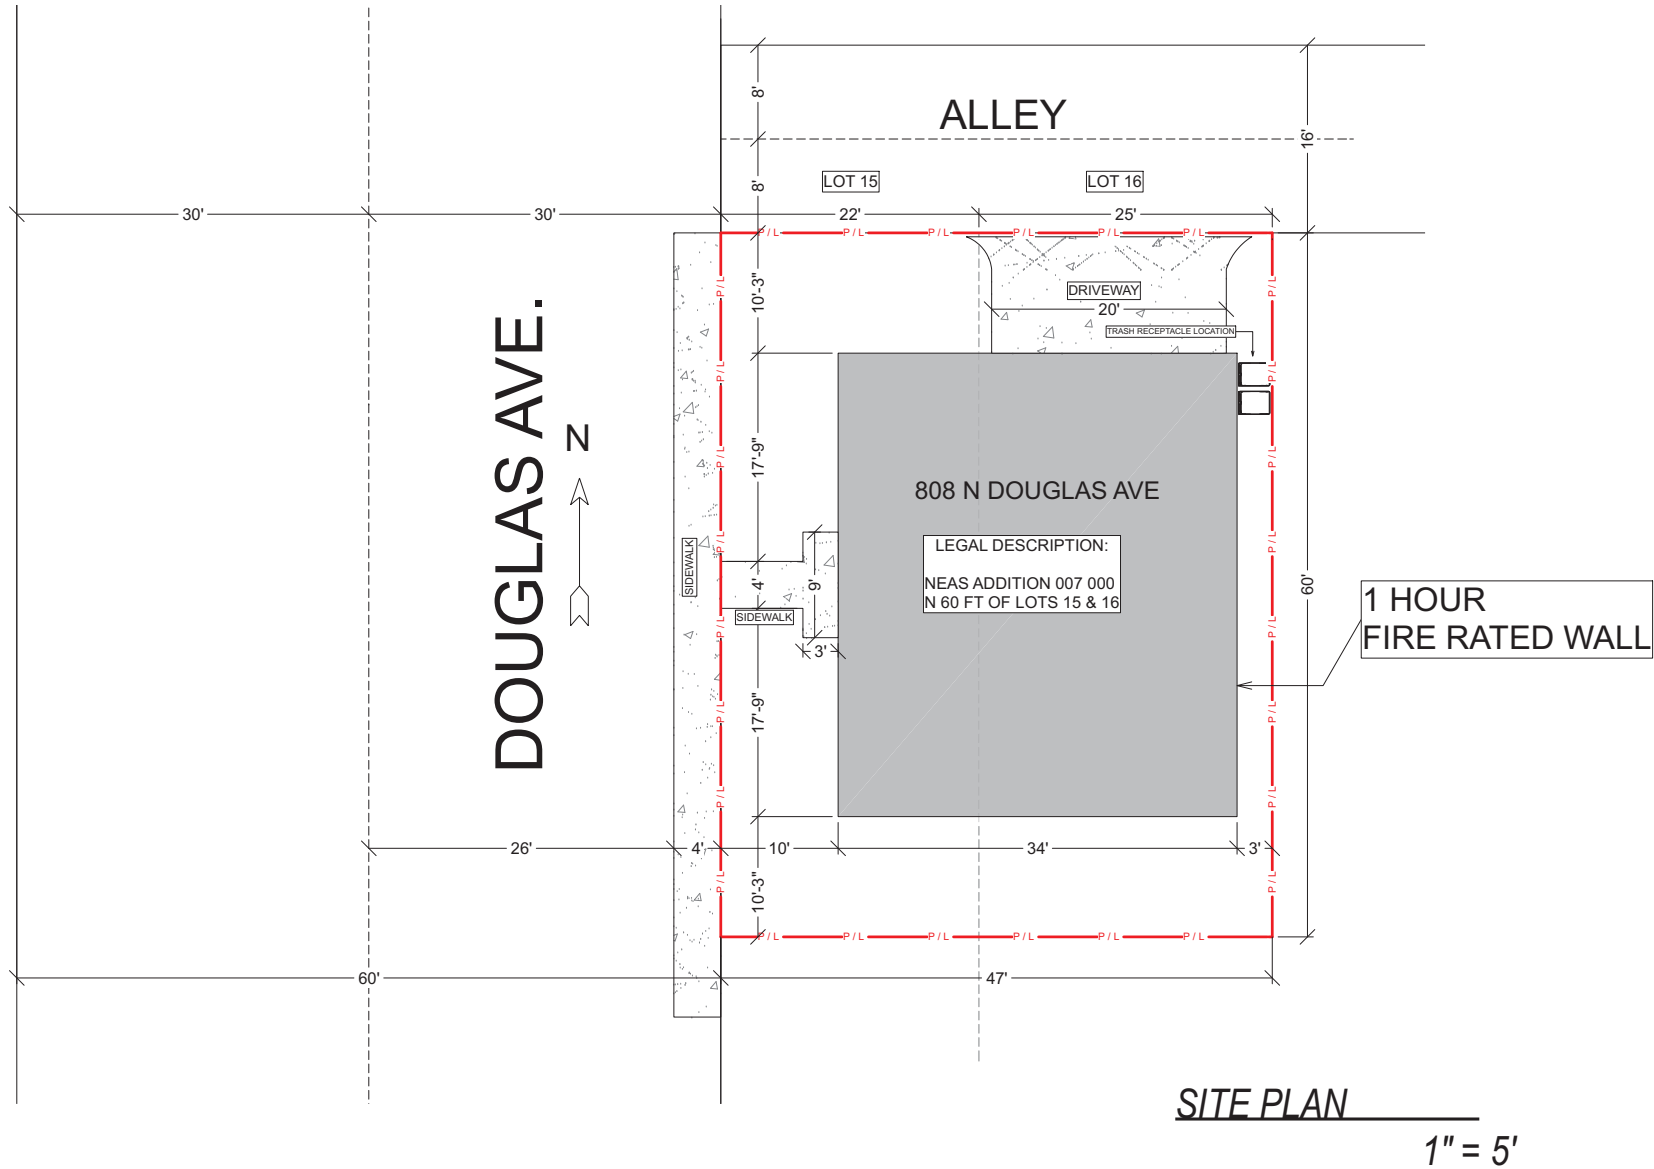 8'
ALLEY
16'
8'
LOT 15
LOT 16
30'
30'
22'
25'
P / L
P / L
P / L
P / L
P / L
P / L
P / L
P / L
10'-3"
DRIVEWAY
20'
TRASH RECEPTACLE LOCATION
P / L
P / L
DOUGLAS AVE.
N
17'-9"
P / L
P / L
808 N DOUGLAS AVE
SIDEWALK
P / L
P / L
LEGAL DESCRIPTION:
NEAS ADDITION 007 000
N 60 FT OF LOTS 15 & 16
4'
9'
60'
SIDEWALK
1 HOUR
FIRE RATED WALL
P / L
P / L
3'
17'-9"
P / L
P / L
P / L
P / L
26'
4'
10'
34'
3'
10'-3"
P / L
P / L
P / L
P / L
P / L
P / L
P / L
P / L
60'
47'
SITE PLAN
1" = 5'